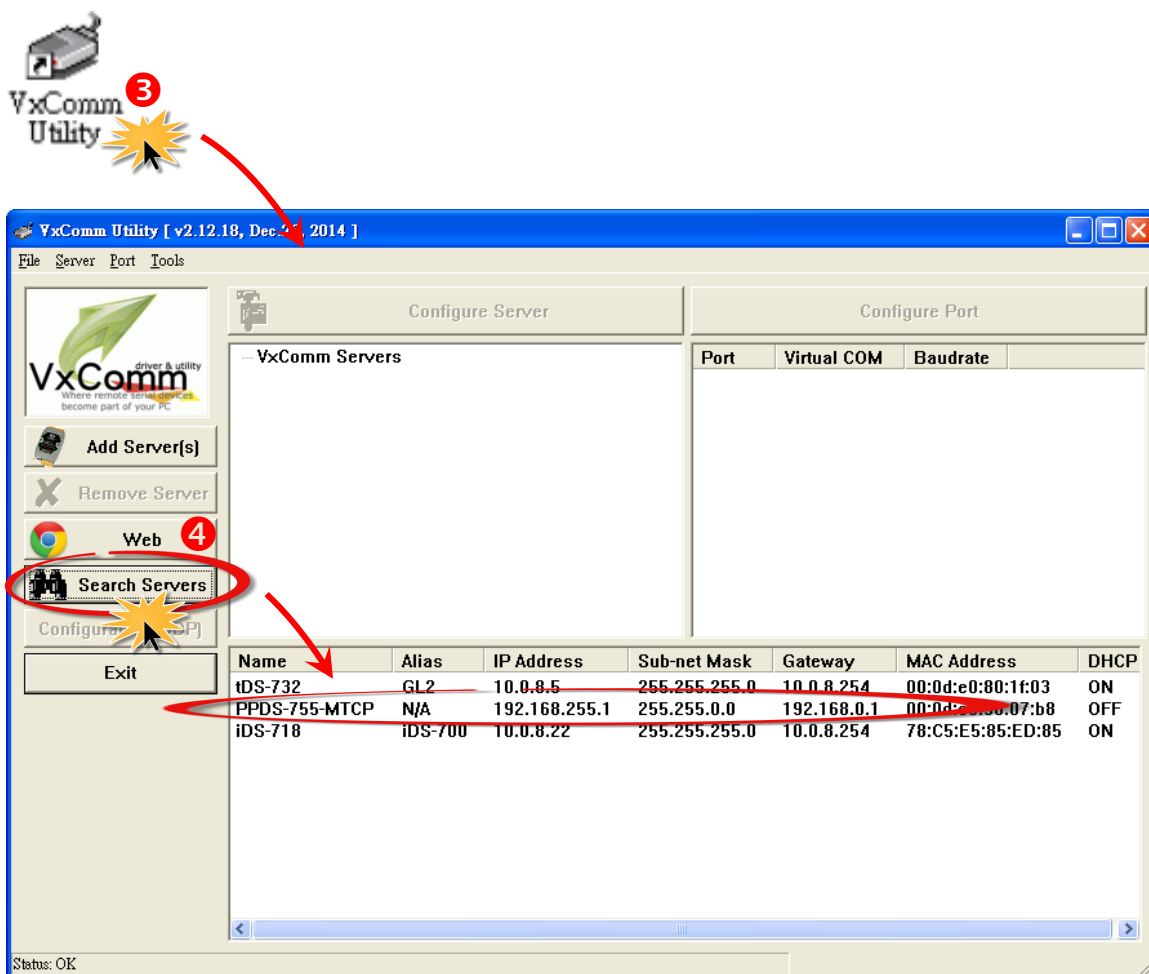 VxComm
Utility
3
VxComm Utility [ v2.12.18, Dec. , 2014 ]
File Server Port Tools
VxComm
driver & utility
Where remote serial devices
become part of your PC
Configure Server
Configure Port
VxComm Servers
Port Virtual COM Baudrate
Add Server(s)
Remove Server
Web
4
Search Servers
Exit
Name Alias IP Address Sub-net Mask Gateway MAC Address DHCP
tDS-732 GL2 10.0.8.5 255.255.255.0 10.0.8.254 00:0d:e0:80:1f:03 ON
PPDS-755-MTCP N/A 192.168.255.1 255.255.0.0 192.168.0.1 OFF
iDS-718 iDS-700 10.0.8.22 255.255.255.0 10.0.8.254 78:C5:E5:85:ED:85 ON
Status: OK